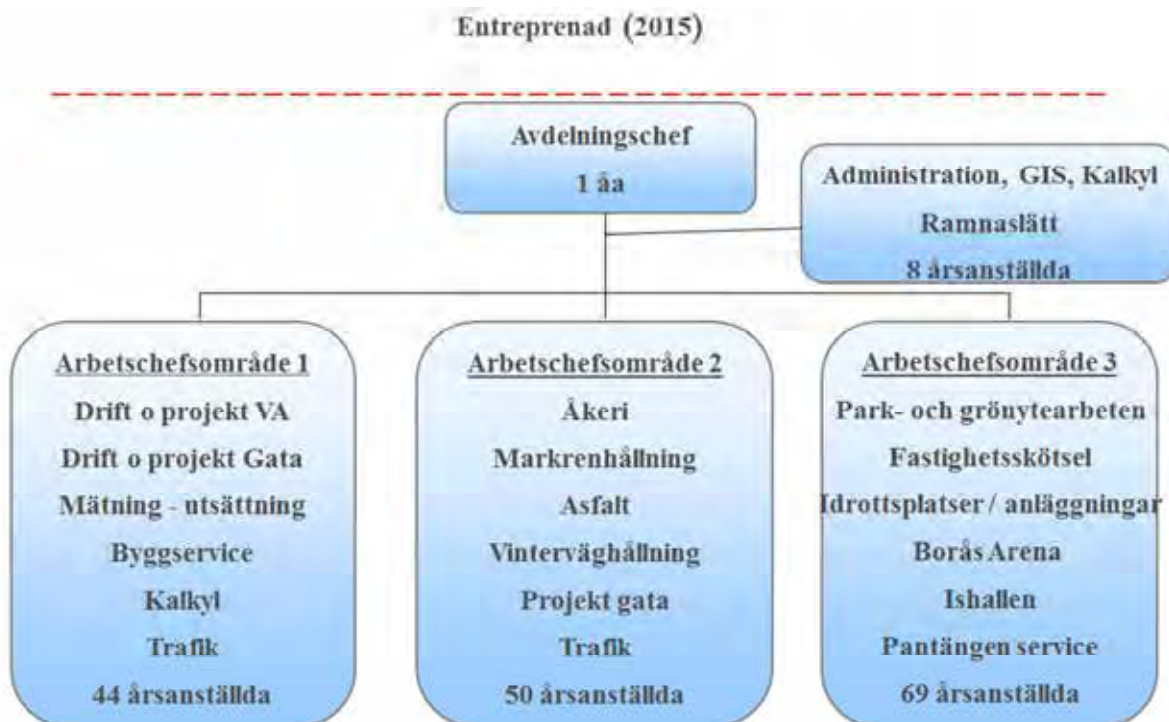 Entreprenad (2015)
Avdelningschef
1 åa
Administration, GIS, Kalkyl
Ramnaslätt
8 årsanställda
Arbetschefsområde 1
Drift o projekt VA
Drift o projekt Gata
Mätning - utsättning
Byggservice
Kalkyl
Trafik
44 årsanställda
Arbetschefsområde 2
Åkeri
Markrenhållning
Asfalt
Vinterväghållning
Projekt gata
Trafik
50 årsanställda
Arbetschefsområde 3
Park- och grönytearbeten
Fastighetsskötsel
Idrottsplatser / anläggningar
Borås Arena
Ishallen
Pantängen service
69 årsanställda